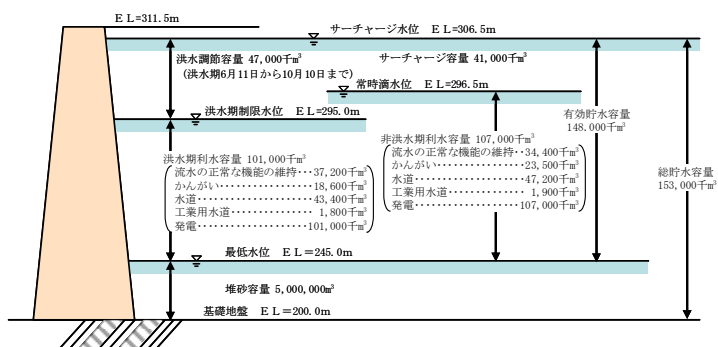 ＥＬ=311.5m
サーチャージ水位　ＥＬ=306.5m
洪水調節容量 47,000千㎥
(洪水期6月11日から10月10日まで)
サーチャージ容量 41,000千㎥
常時満水位　ＥＬ=296.5m
洪水期制限水位　ＥＬ=295.0m
有効貯水容量
148.000千㎥
洪水期利水容量 101,000千㎥
流水の正常な機能の維持‥･37,200千㎥
かんがい‥‥‥‥‥‥‥‥18,600千㎥
水道‥‥‥‥‥‥‥‥‥‥43,400千㎥
工業用水道‥‥‥‥‥‥‥ 1,800千㎥
発電‥‥‥‥‥‥‥‥‥101,000千㎥
非洪水期利水容量 107,000千㎥
流水の正常な機能の維持‥34,400千㎥
かんがい‥‥‥‥‥‥‥‥23,500千㎥
水道‥‥‥‥‥‥‥‥‥‥47,200千㎥
工業用水道‥‥‥‥‥‥‥ 1,900千㎥
発電‥‥‥‥‥‥‥‥‥107,000千㎥
総貯水容量
153,000千㎥
最低水位　ＥＬ＝245.0m
堆砂容量 5,000,000㎥
基礎地盤　ＥＬ＝200.0m